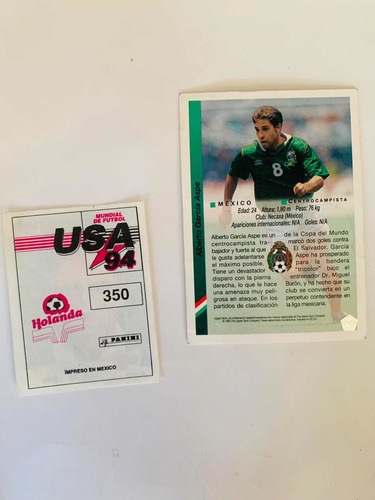 MUNDIAL DE FUTBOL
USA
94
350
Holanda
PANINI
IMPRESO EN MEXICO
Alberto García Aspe
8
MÉXICO
CENTROCAMPISTA
Edad: 24 Altura: 1,80 m Peso: 76 kg
Club: Necaxa (México)
Apariciones internacionales: N/A Goles: N/A
Alberto García Aspe es un
centrocampista tra-
bajador y fuerte al que
le gusta adelantarse
el máximo posible.
Tiene un devastador
disparo con la pierna
derecha, lo que le hace
una amenaza muy peli-
grosa en ataque. En los
partidos de clasificación
de la Copa del Mundo
marcó dos goles contra
El Salvador. García
Aspe ha prosperado
para la bandera
"tricolor" bajo el
entrenador Dr. Miguel
Barón, y ha hecho que su
club se convierta en un
perpetuo contendiente en
la liga mexicana.